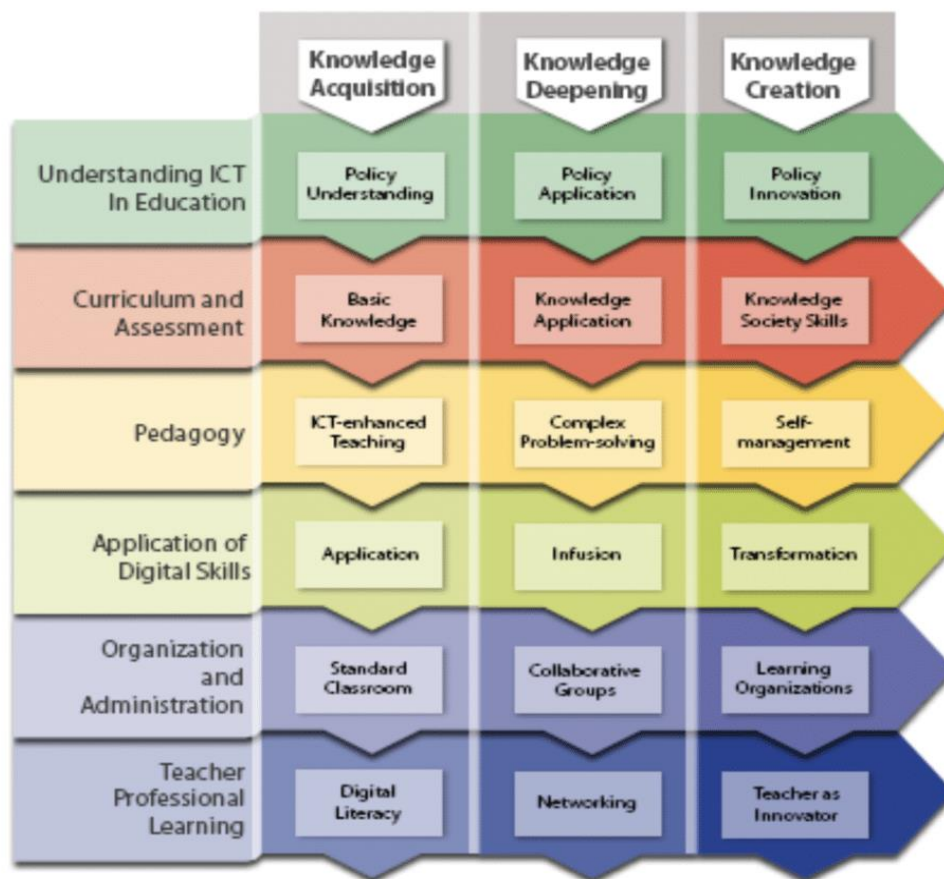 Knowledge
Acquisition
Knowledge
Deepening
Knowledge
Creation
Understanding ICT
In Education
Policy
Understanding
Policy
Application
Policy
Innovation
Curriculum and
Assessment
Basic
Knowledge
Knowledge
Application
Knowledge
Society Skills
Pedagogy
ICT-enhanced
Teaching
Complex
Problem-solving
Self-
management
Application of
Digital Skills
Application
Infusion
Transformation
Organization
and
Administration
Standard
Classroom
Collaborative
Groups
Learning
Organizations
Teacher
Professional
Learning
Digital
Literacy
Networking
Teacher as
Innovator